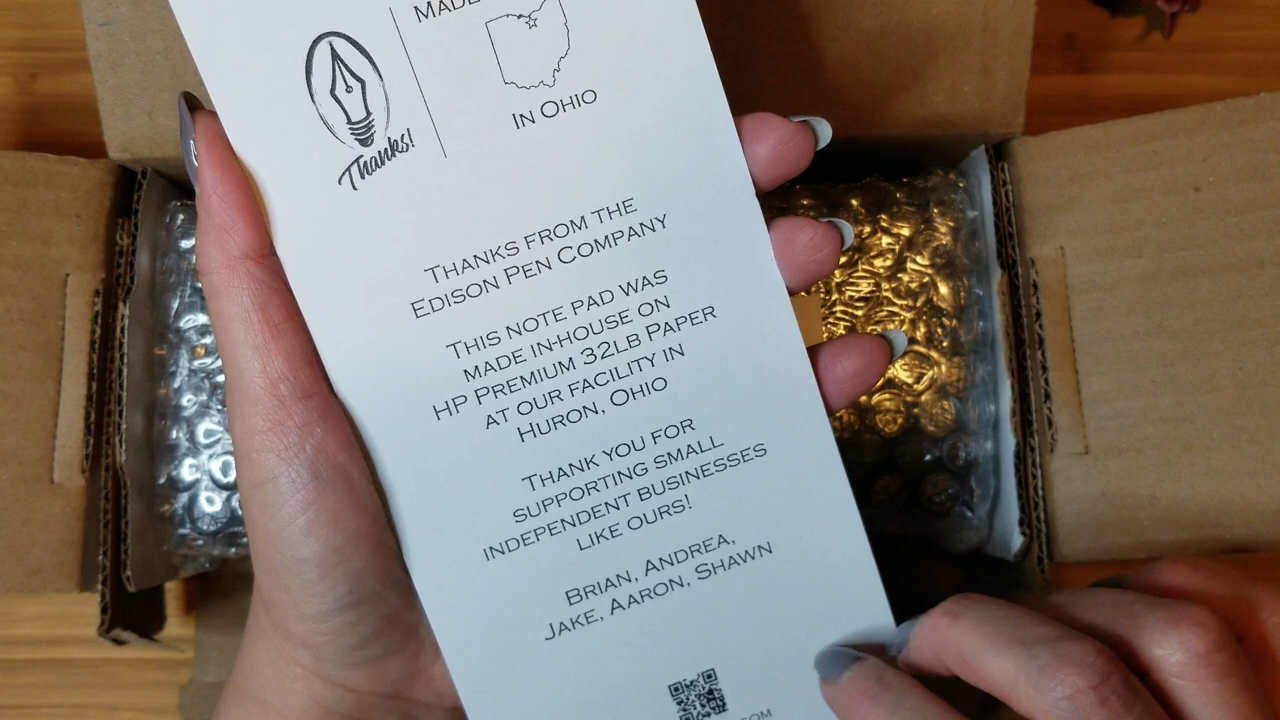 MADE
IN OHIO
Thanks!
THANKS FROM THE
EDISON PEN COMPANY
THIS NOTE PAD WAS
MADE IN-HOUSE ON
HP PREMIUM 32LB PAPER
AT OUR FACILITY IN
HURON, OHIO
THANK YOU FOR
SUPPORTING SMALL
INDEPENDENT BUSINESSES
LIKE OURS!
BRIAN, ANDREA,
JAKE, AARON, SHAWN